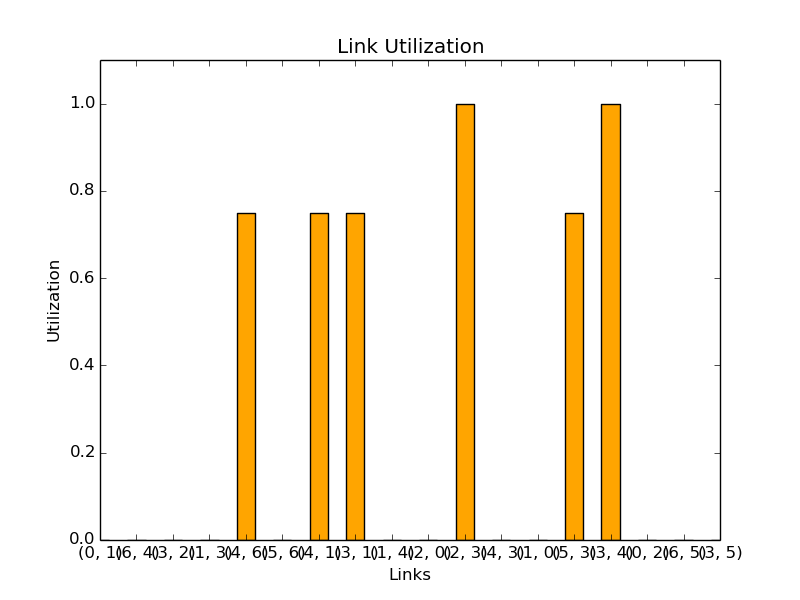 Link Utilization
1.0
0.8
0.6
0.4
0.2
0.0
Utilization
(0, 1) (6, 4) (3, 2) (1, 3) (4, 6) (5, 6) (4, 1) (3, 1) (1, 4) (2, 0) (2, 3) (4, 3) (1, 0) (5, 3) (3, 4) (0, 2) (6, 5) (3, 5)
Links